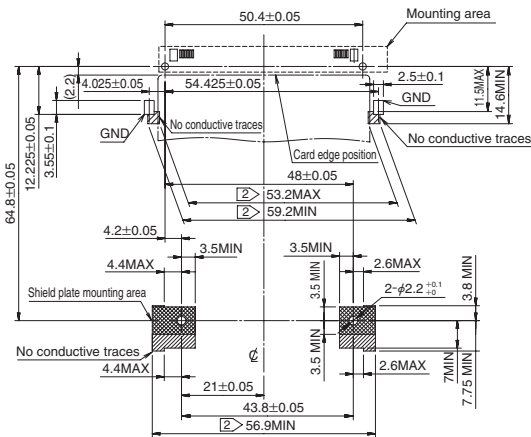 50.4±0.05
Mounting area
(2.2)
4.025±0.05
54.425±0.05
2.5±0.1
11.5MAX
14.6MIN
GND
GND
No conductive traces
No conductive traces
Card edge position
12.225±0.05
3.55±0.1
64.8±0.05
48±0.05
2 53.2MAX
2 59.2MIN
4.2±0.05
3.5MIN
3.5MIN
4.4MAX
2.6MAX
3.5 MIN
2-φ2.2 +0.1 +0
3.8 MIN
Shield plate mounting area
No conductive traces
3.5 MIN
7MIN
7.75 MIN
4.4MAX
2.6MAX
21±0.05
43.8±0.05
2 56.9MIN